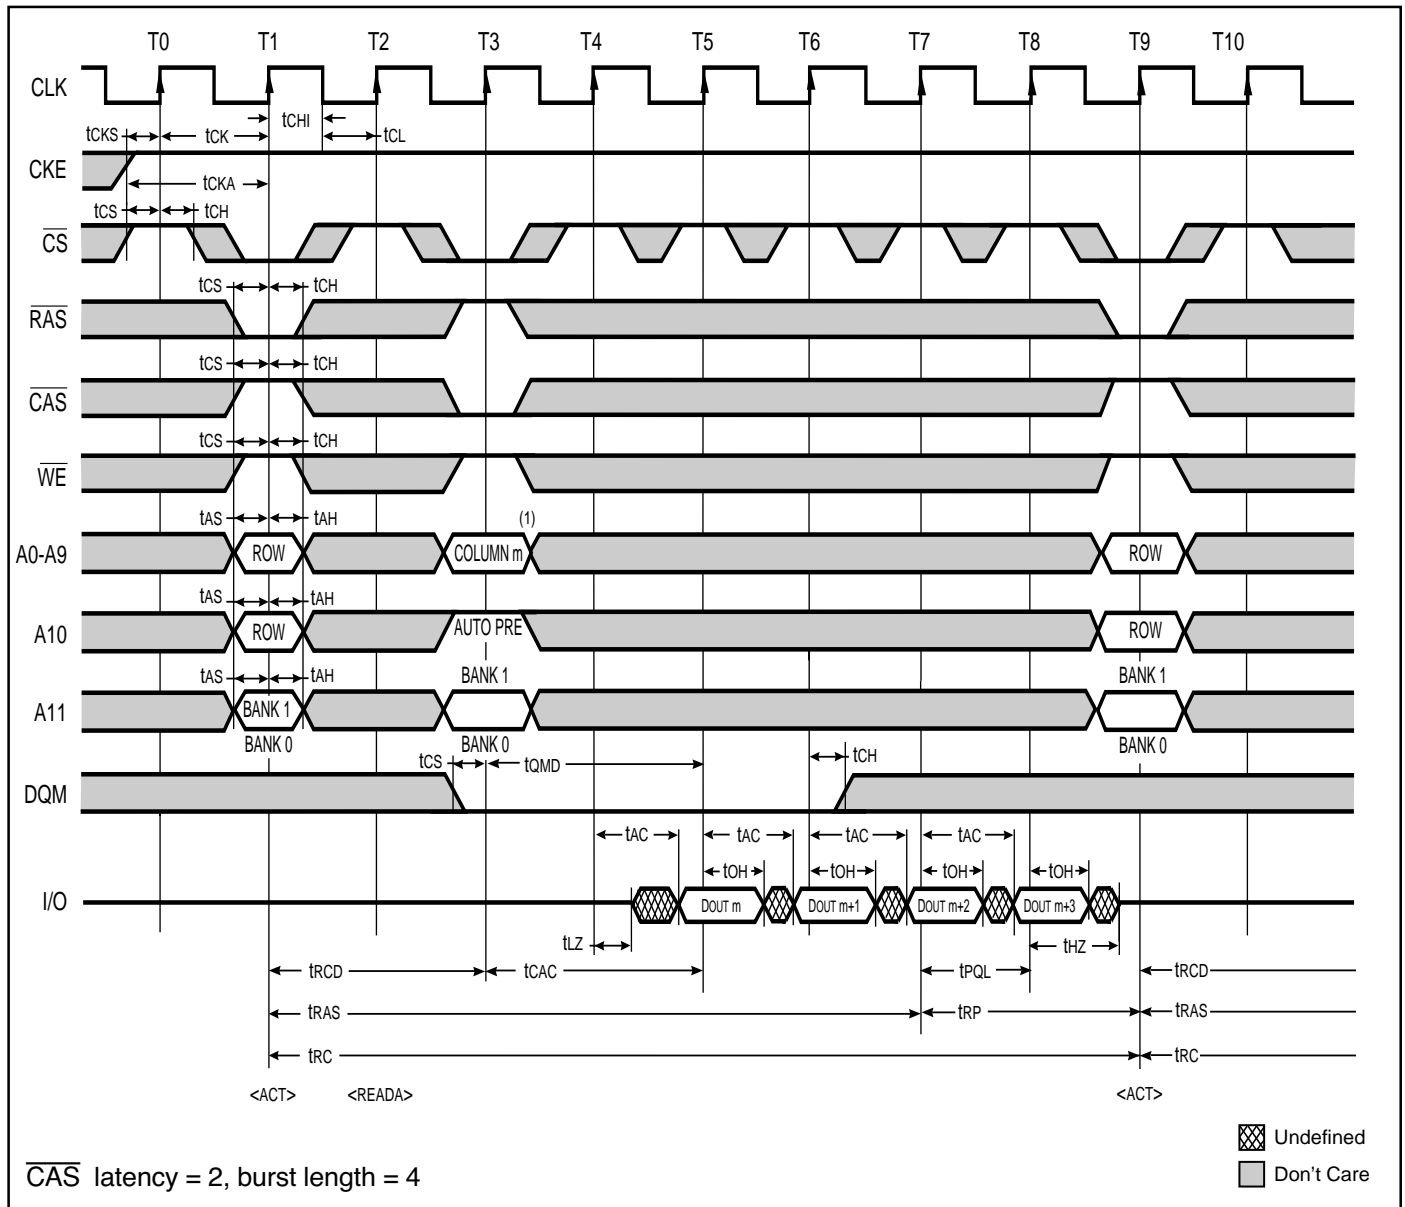 T0 T1 T2 T3 T4 T5 T6 T7 T8 T9 T10
CLK
tCHI
tCKS tCK tCL
CKE
tCKA
tCS tCH
CS
tCS tCH
RAS
tCS tCH
CAS
tCS tCH
WE
tAS tAH (1)
A0-A9 ROW COLUMN m ROW
tAS tAH
A10 ROW AUTO PRE ROW
tAS tAH BANK 1 BANK 1
A11 BANK 1
BANK 0 BANK 0 BANK 0
tCS tQMD tCH
DQM
tAC tAC tAC tAC
tOH tOH tOH tOH
I/O DOUT m DOUT m+1 DOUT m+2 DOUT m+3
tLZ tHZ
tRCD tCAC tPQL tRCD
tRAS tRP tRAS
tRC tRC
<ACT> <READA> <ACT>
Undefined
Don't Care
CAS latency = 2, burst length = 4